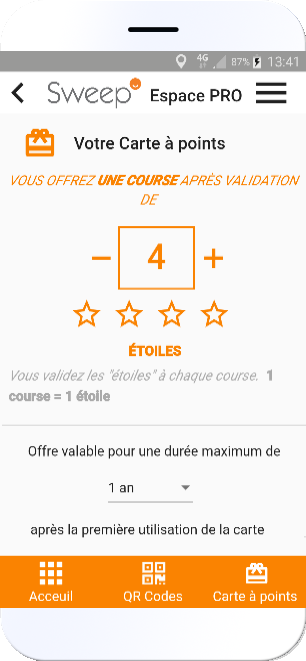 4G 87% 13:41
Sweep Espace PRO
Votre Carte à points
VOUS OFFREZ UNE COURSE APRÈS VALIDATION
DE
− 4 +
ÉTOILES
Vous validez les "étoiles" à chaque course. 1
course = 1 étoile
Offre valable pour une durée maximum de
1 an
après la première utilisation de la carte
Acceuil QR Codes Carte à points